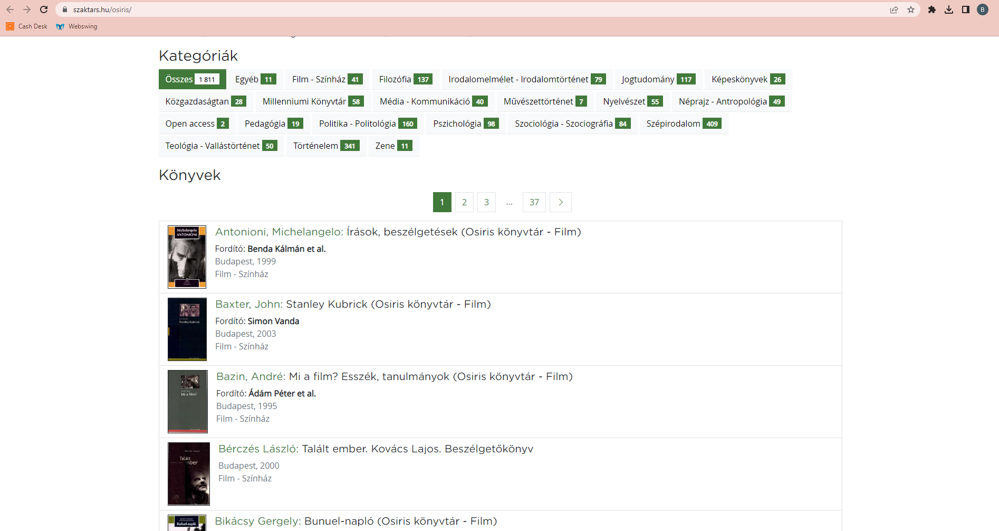 szaktars.hu/osiris/
B
Cash Desk Webswing
Kategóriák
Összes 1 811 Egyéb 11 Film - Színház 41 Filozófia 137 Irodalomelmélet - Irodalomtörténet 79 Jogtudomány 117 Képeskönyvek 26
Közgazdaságtan 28 Millenniumi Könyvtár 58 Média - Kommunikáció 40 Művészettörténet 7 Nyelvészet 55 Néprajz - Antropológia 49
Open access 2 Pedagógia 19 Politika - Politológia 160 Pszichológia 98 Szociológia - Szociográfia 84 Szépirodalom 409
Teológia - Vallástörténet 50 Történelem 341 Zene 11
Könyvek
1 2 3 ... 37
Michelangelo
ANTONIONI
Antonioni, Michelangelo: Írások, beszélgetések (Osiris könyvtár - Film)
Fordító: Benda Kálmán et al.
Budapest, 1999
Film - Színház
Stanley Kubrick
Baxter, John: Stanley Kubrick (Osiris könyvtár - Film)
Fordító: Simon Vanda
Budapest, 2003
Film - Színház
Mi a film?
Bazin, André: Mi a film? Esszék, tanulmányok (Osiris könyvtár - Film)
Fordító: Ádám Péter et al.
Budapest, 1995
Film - Színház
Bérczes László
Talált
ember
Bérczés László: Talált ember. Kovács Lajos. Beszélgetőkönyv
Budapest, 2000
Film - Színház
Buñuel-napló
Bikácsy Gergely: Bunuel-napló (Osiris könyvtár - Film)